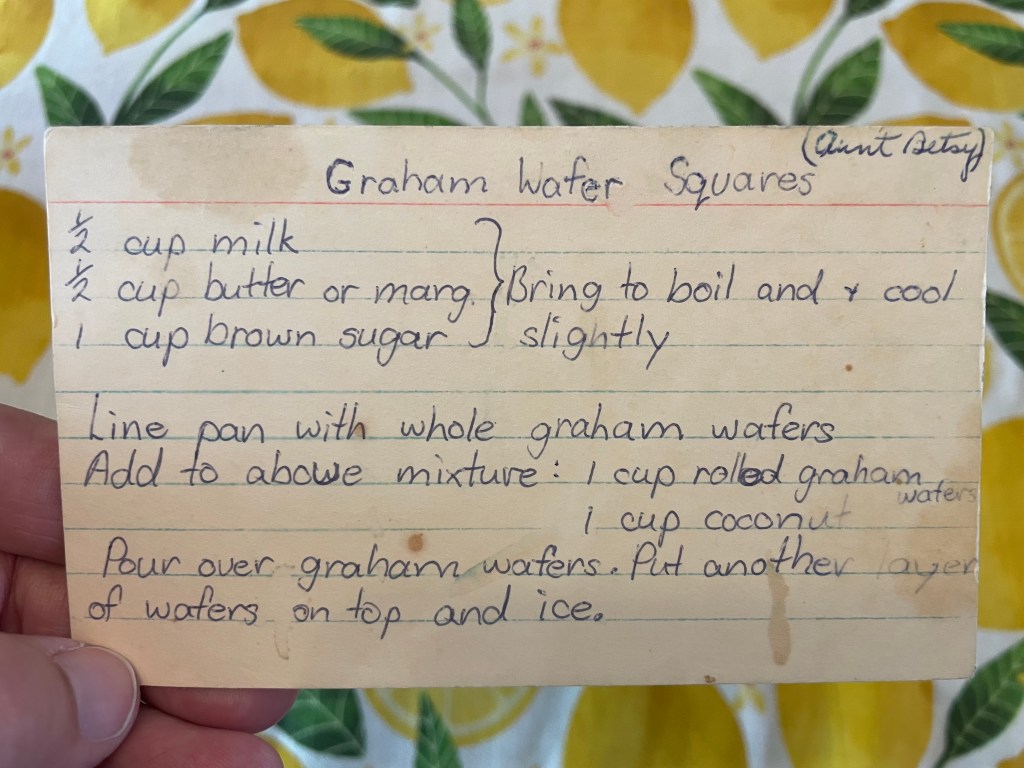 (Aunt Betsy)
Graham Wafer Squares
½ cup milk
½ cup butter or marg. } Bring to boil and & cool
1 cup brown sugar slightly
Line pan with whole graham wafers
Add to above mixture: 1 cup rolled graham
wafers
1 cup coconut
Pour over graham wafers. Put another layer
of wafers on top and ice.